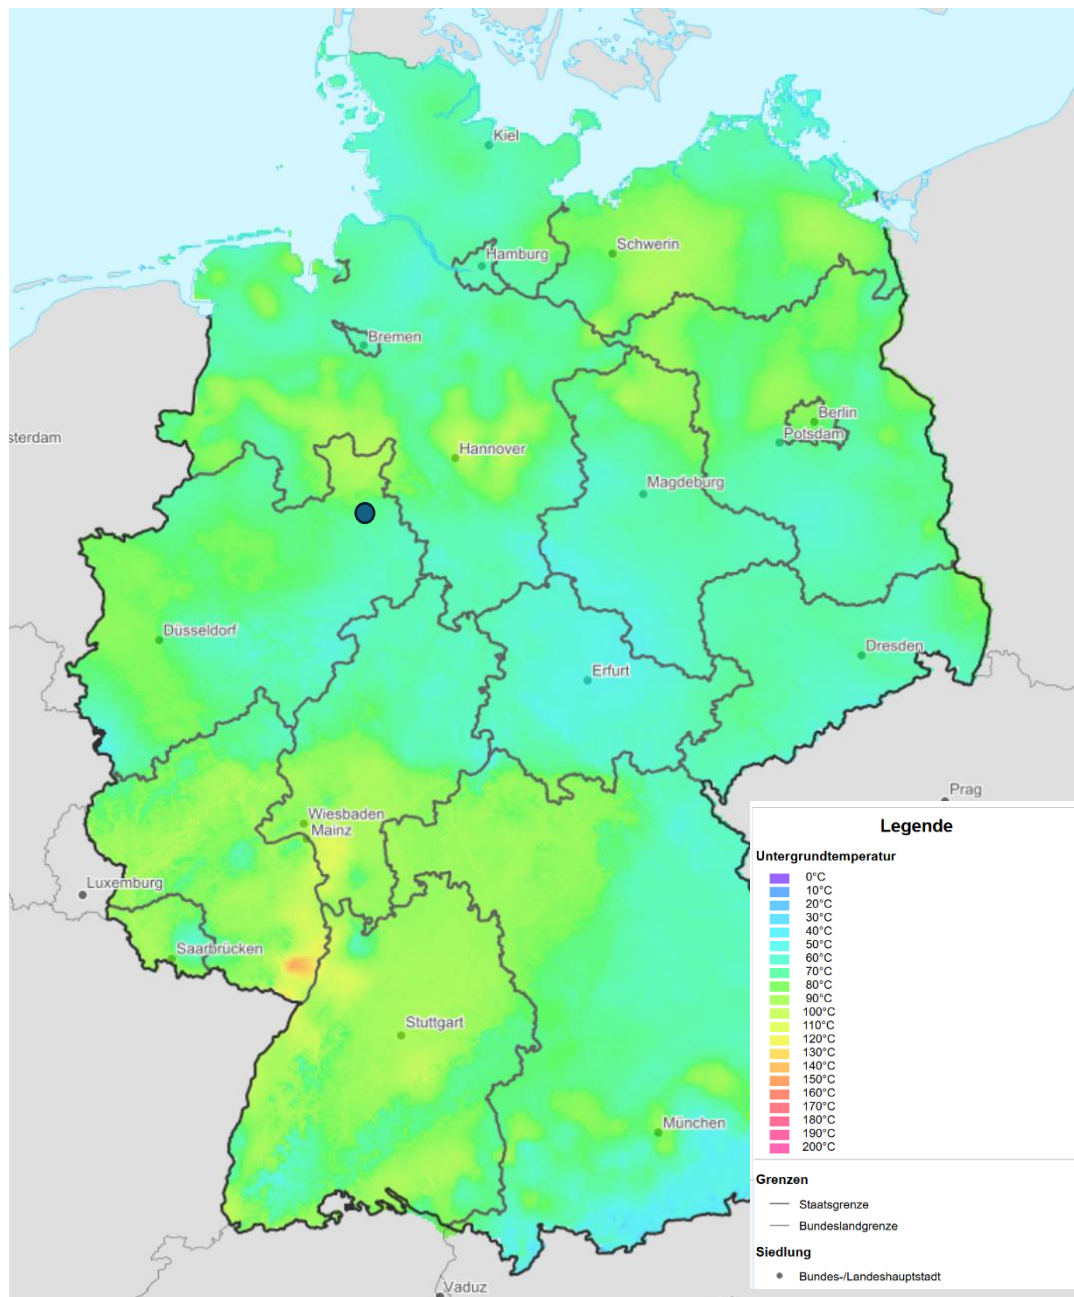 Kiel
Schwerin
Hamburg
Bremen
Berlin
Potsdam
sterdam
Hannover
Magdeburg
Düsseldorf
Dresden
Erfurt
Prag
Wiesbaden
Mainz
Luxemburg
Saarbrücken
Stuttgart
München
Vaduz
Legende
Untergrundtemperatur
0°C
10°C
20°C
30°C
40°C
50°C
60°C
70°C
80°C
90°C
100°C
110°C
120°C
130°C
140°C
150°C
160°C
170°C
180°C
190°C
200°C
Grenzen
Staatsgrenze
Bundeslandgrenze
Siedlung
Bundes-/Landeshauptstadt